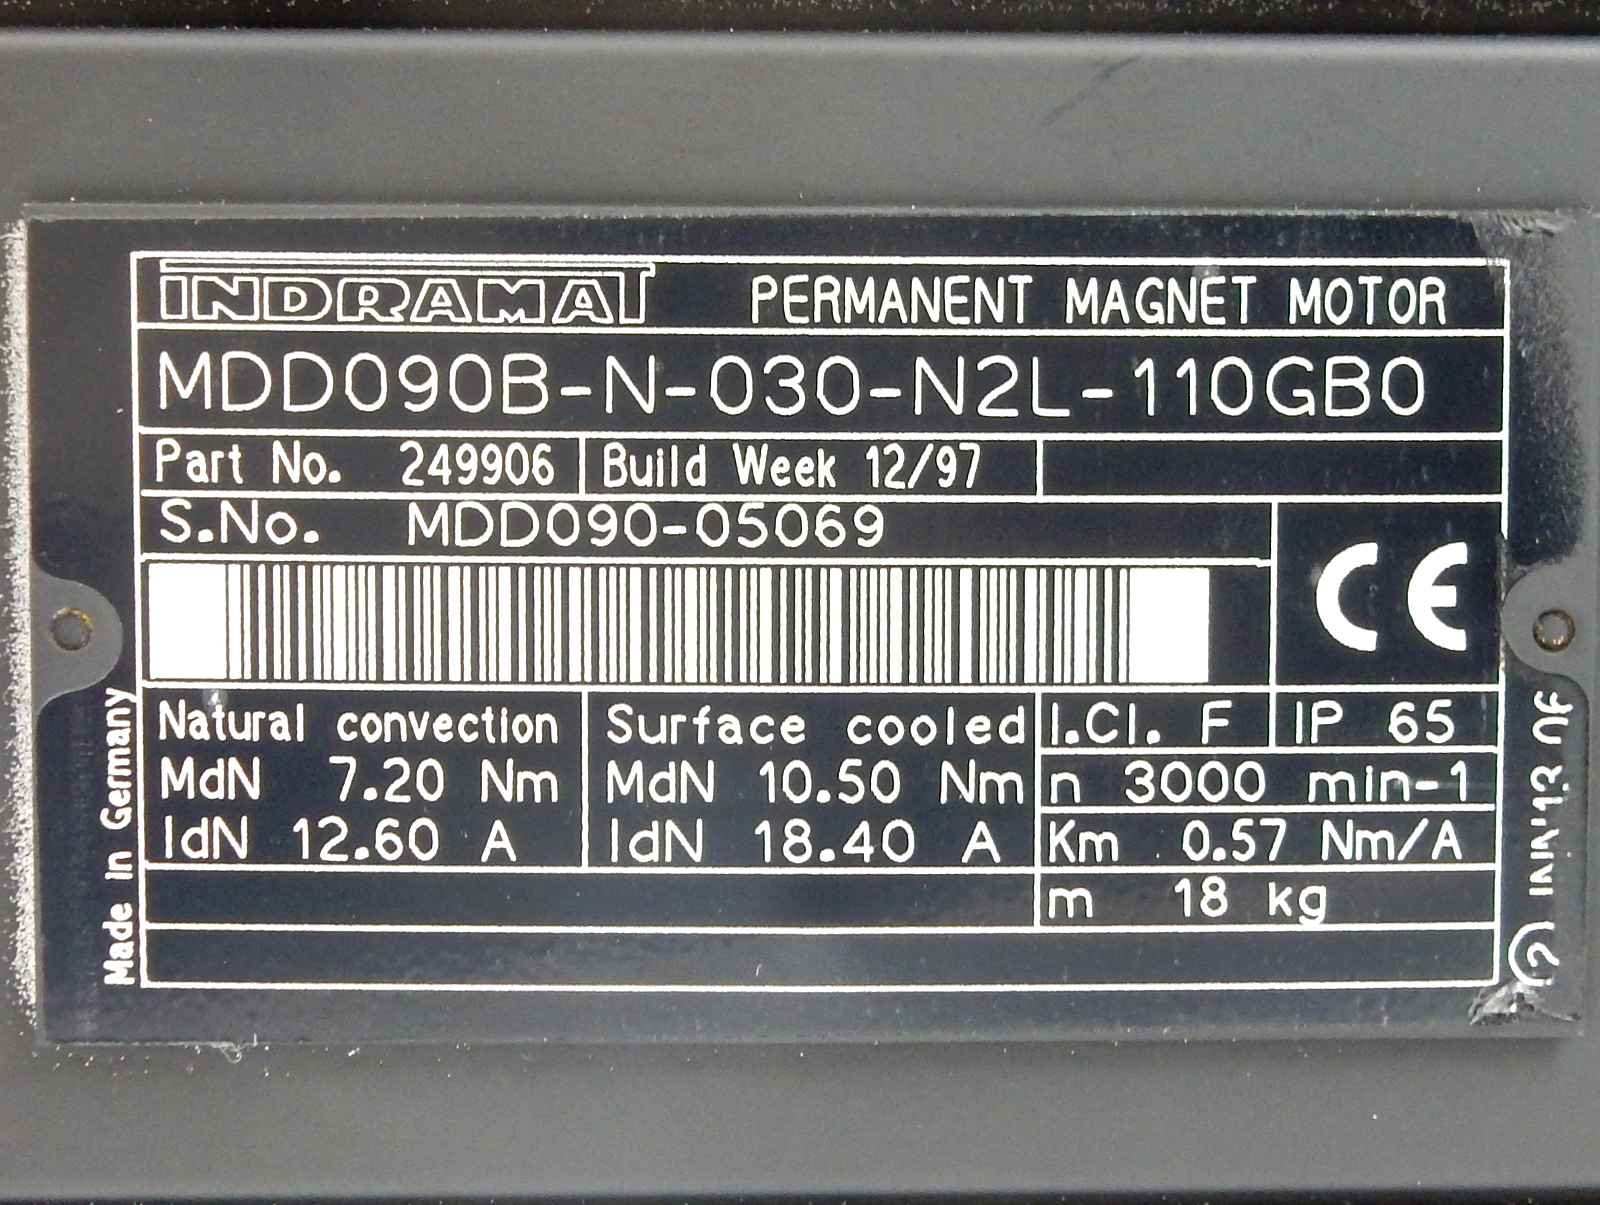 INDRAMAT PERMANENT MAGNET MOTOR
MDD090B-N-030-N2L-110GB0
Part No. 249906 Build Week 12/97
S.No. MDD090-05069
CE
Natural convection Surface cooled I.Cl. F IP 65
MdN 7.20 Nm MdN 10.50 Nm n 3000 min-1
IdN 12.60 A IdN 18.40 A Km 0.57 Nm/A
m 18 kg
Made in Germany